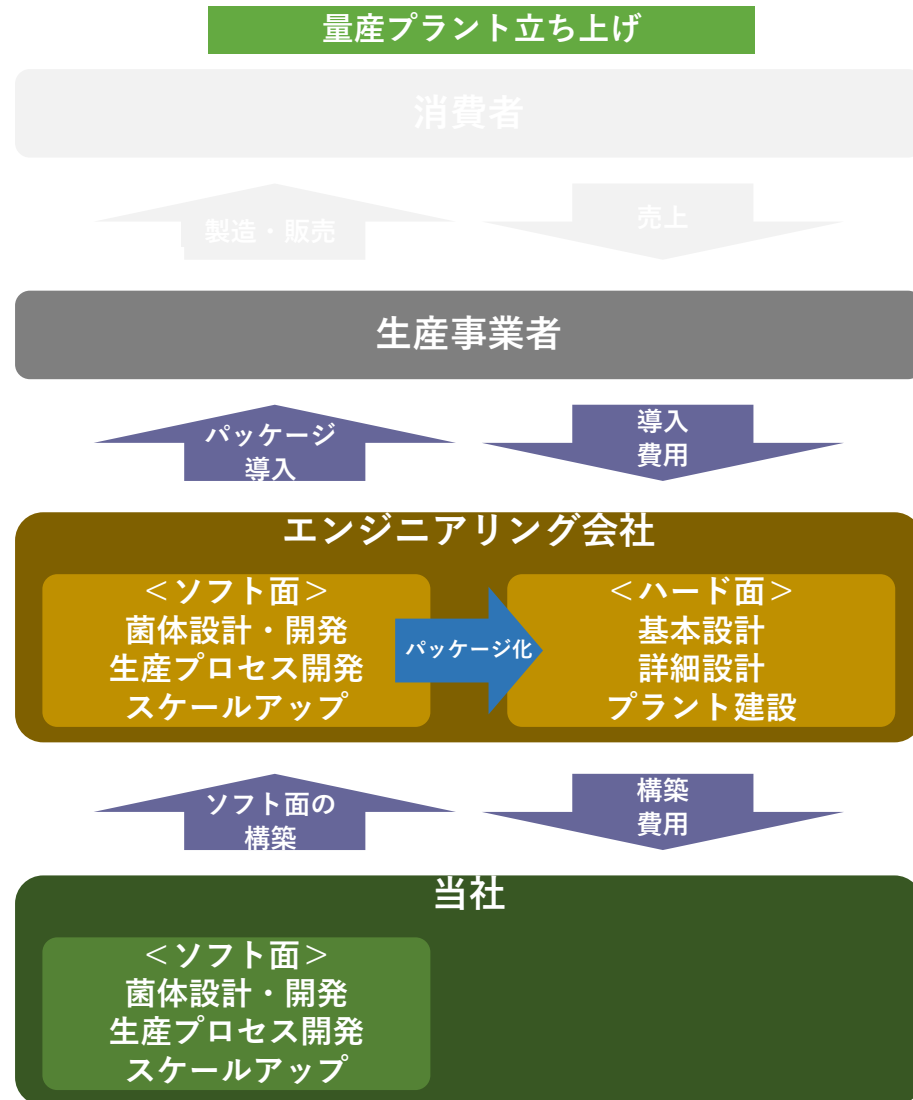 量産プラント立ち上げ
消費者
製造・販売
売上
生産事業者
パッケージ
導入
導入
費用
エンジニアリング会社
＜ソフト面＞
菌体設計・開発
生産プロセス開発
スケールアップ
パッケージ化
＜ハード面＞
基本設計
詳細設計
プラント建設
ソフト面の
構築
構築
費用
当社
＜ソフト面＞
菌体設計・開発
生産プロセス開発
スケールアップ